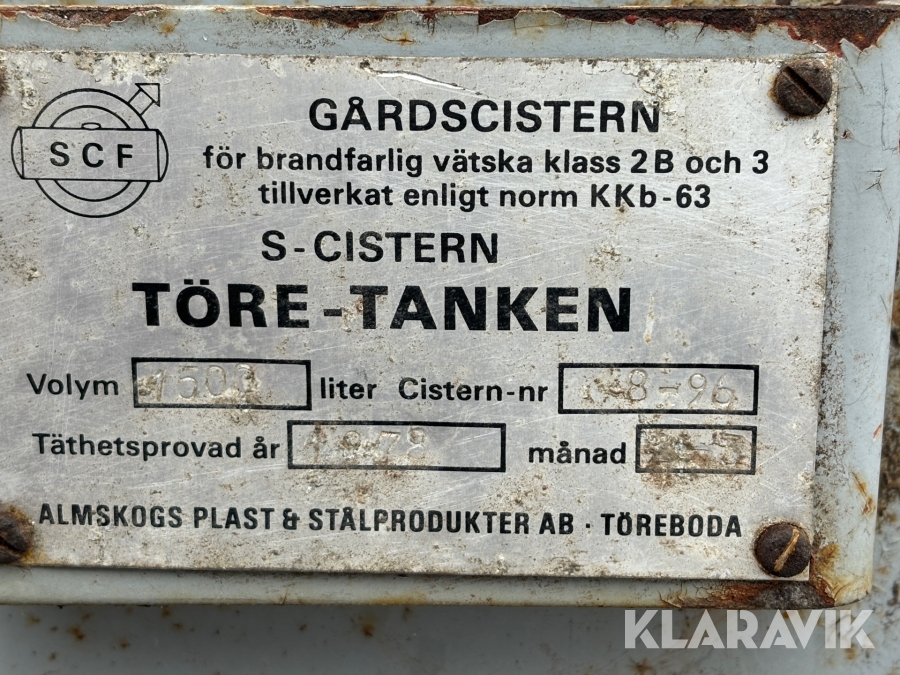 SCF
GÅRDSCISTERN
för brandfarlig vätska klass 2B och 3
tillverkat enligt norm KKb-63
S-CISTERN
TÖRE-TANKEN
Volym 1500 liter Cistern-nr
Täthetsprovad år månad
ALMSKOGS PLAST & STÅLPRODUKTER AB · TÖREBODA
KLARAVIK